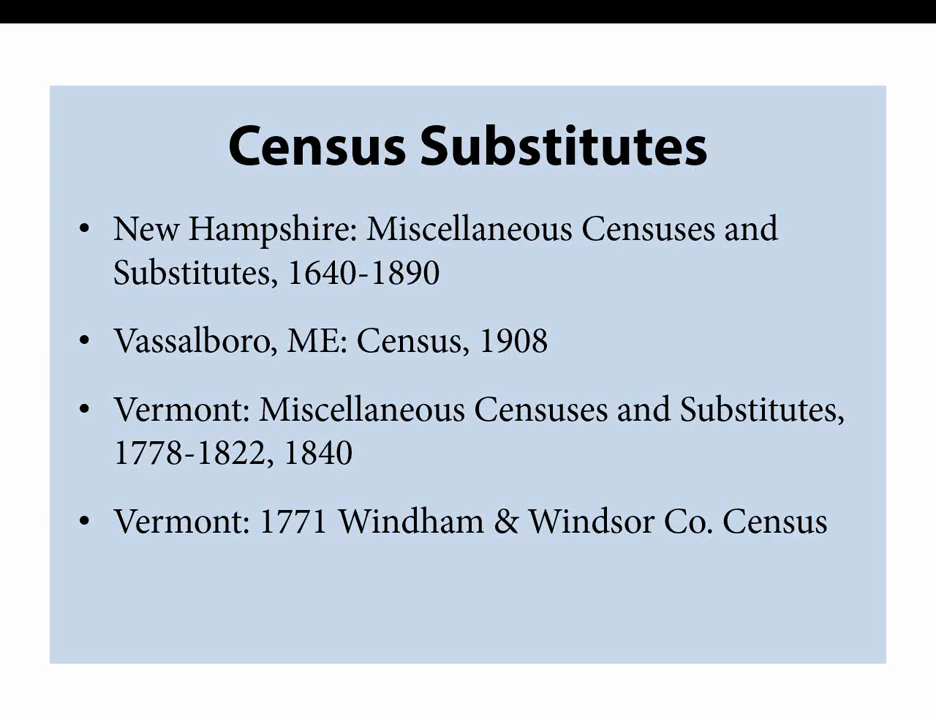 Census Substitutes
• New Hampshire: Miscellaneous Censuses and
Substitutes, 1640-1890
• Vassalboro, ME: Census, 1908
• Vermont: Miscellaneous Censuses and Substitutes,
1778-1822, 1840
• Vermont: 1771 Windham & Windsor Co. Census